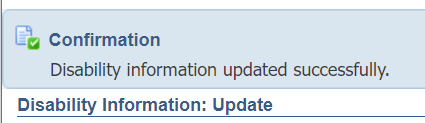 Confirmation
Disability information updated successfully.
Disability Information: Update